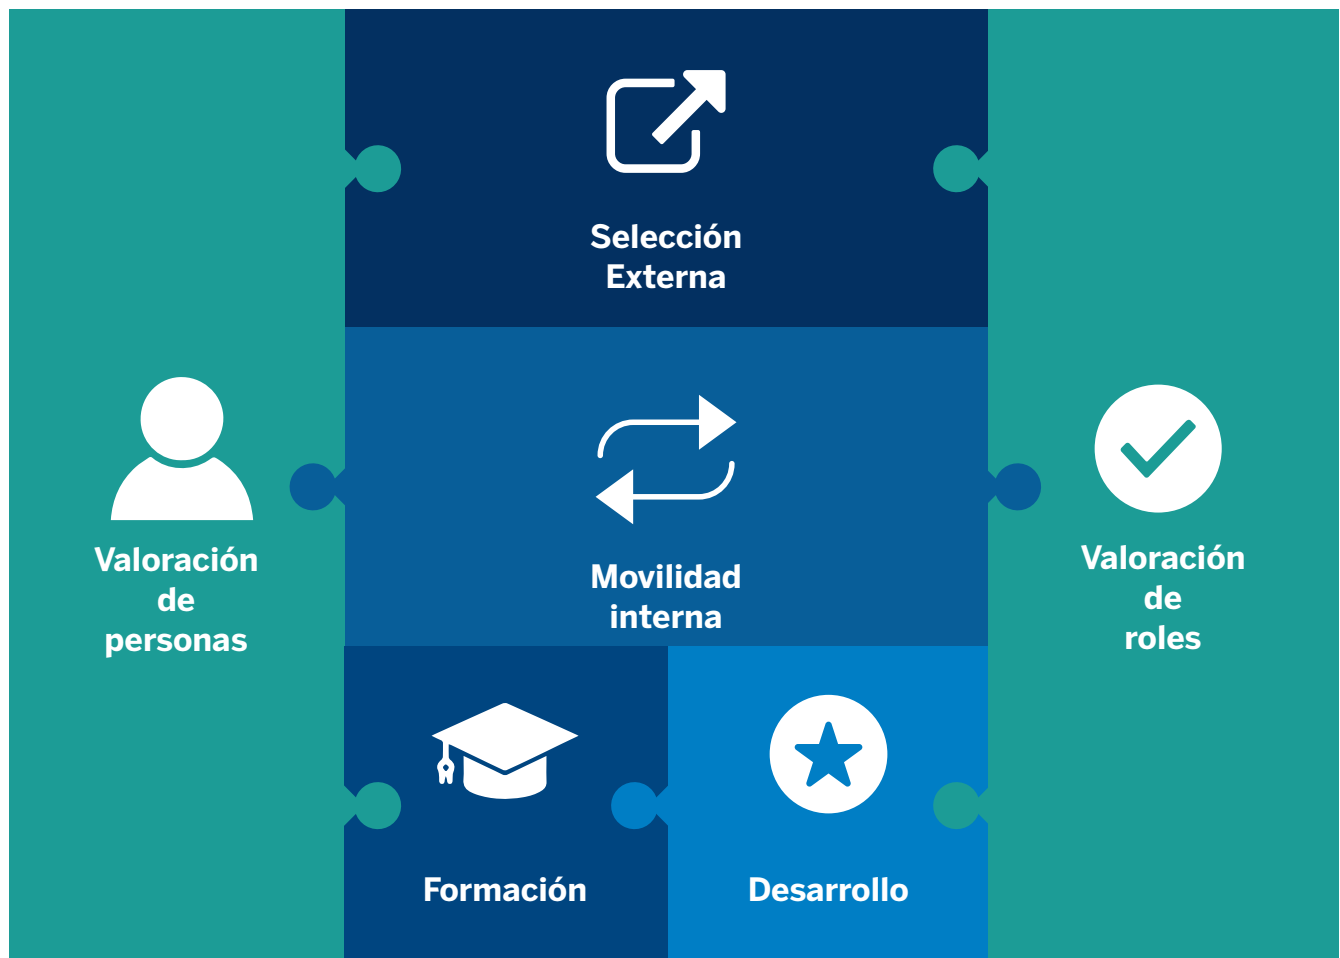 Selección
Externa
Valoración
de
personas
Movilidad
interna
Valoración
de
roles
Formación
Desarrollo